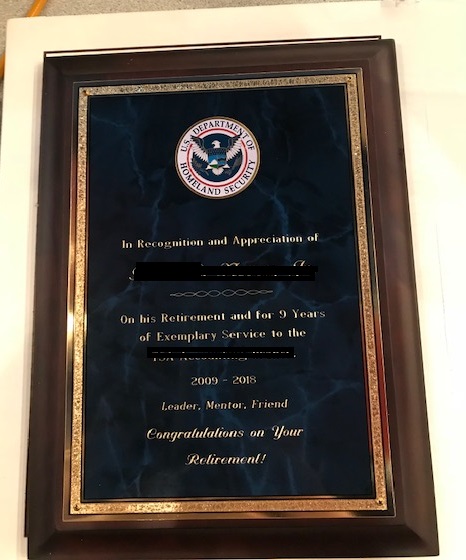 U.S. DEPARTMENT OF
HOMELAND SECURITY
In Recognition and Appreciation of
On his Retirement and for 9 Years
of Exemplary Service to the
2009 - 2018
Leader, Mentor, Friend
Congratulations on Your
Retirement!